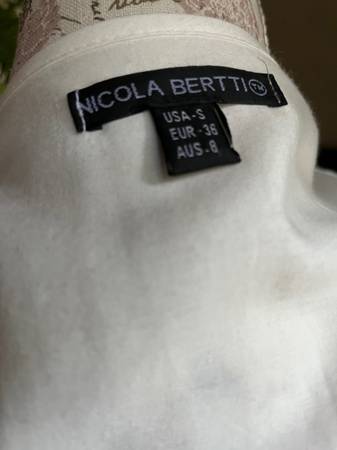 NICOLA BERTTI™
USA-S
EUR-36
AUS-8